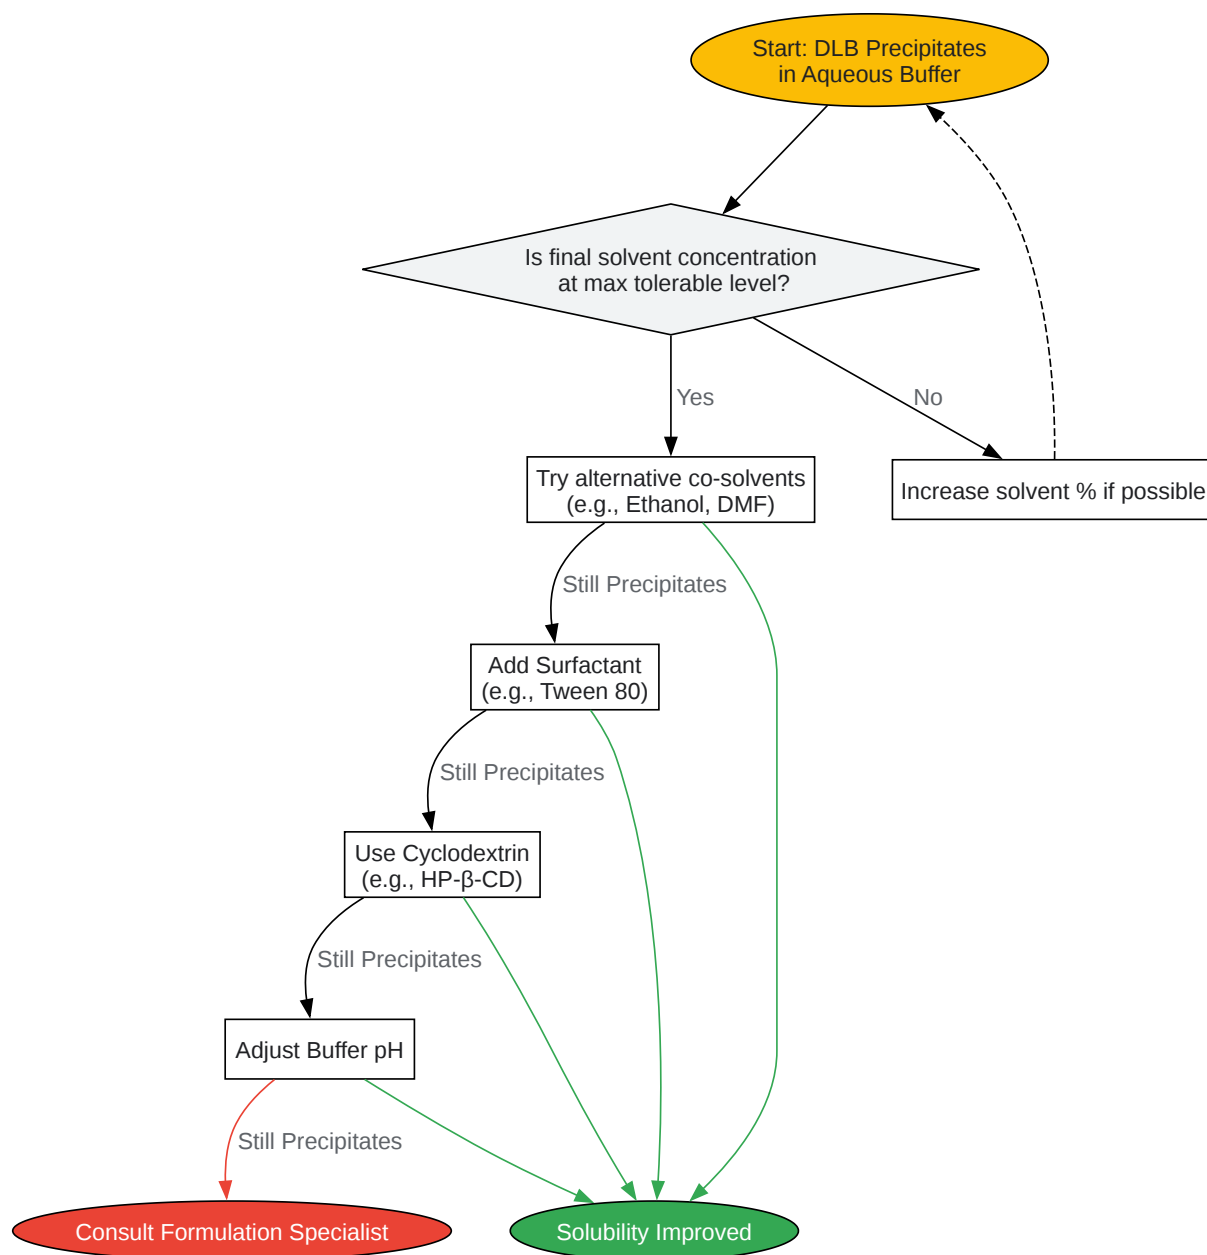 Start: DLB Precipitates
in Aqueous Buffer
Is final solvent concentration
at max tolerable level?
Yes
No
Try alternative co-solvents
(e.g., Ethanol, DMF)
Increase solvent % if possible
Still Precipitates
Add Surfactant
(e.g., Tween 80)
Still Precipitates
Use Cyclodextrin
(e.g., HP-β-CD)
Still Precipitates
Adjust Buffer pH
Still Precipitates
Consult Formulation Specialist
Solubility Improved